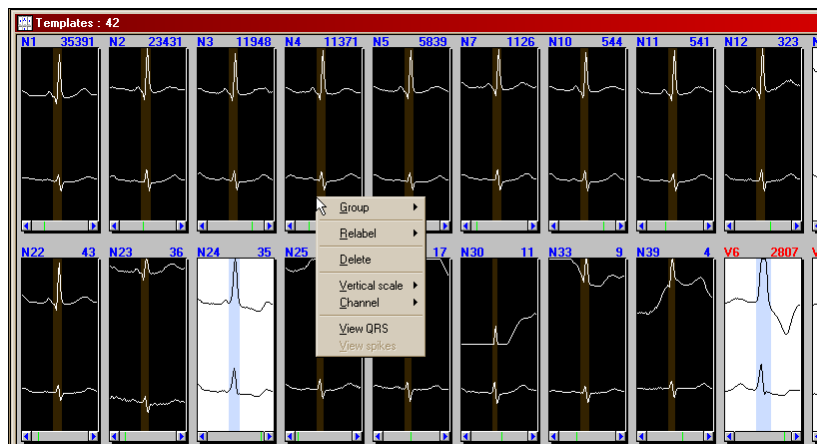 Templates : 42
N1 35391 N2 23431 N3 11948 N4 11371 N5 5839 N7 1126 N10 544 N11 541 N12 323
Group
Relabel
Delete
Vertical scale
Channel
View QRS
View spikes
N22 43 N23 36 N24 35 N25 17 N30 11 N33 9 N39 4 V6 2807